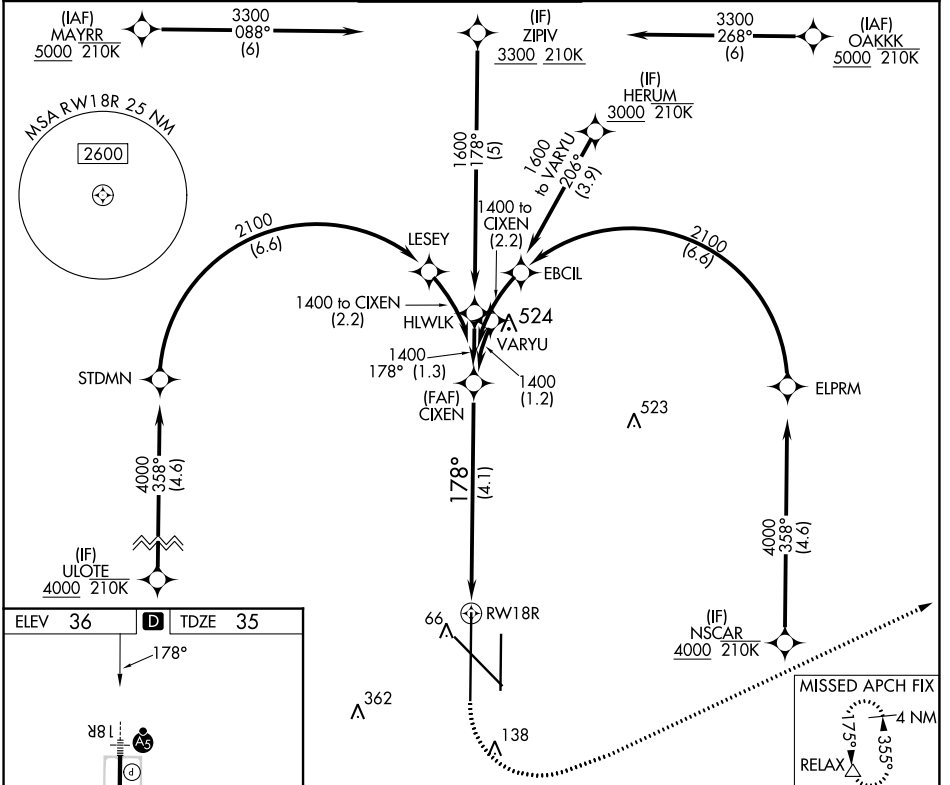 (IAF)
MAYRR
5000 210K
3300
088°
(6)
(IF)
ZIPIV
3300 210K
3300
268°
(6)
(IAF)
OAKKK
5000 210K
MSA RW18R 25 NM
2600
(IF)
HERUM
3000 210K
1600
178°
(5)
1600
to VARYU
206°
(3.9)
2100
(6.6)
LESEY
1400 to
CIXEN
(2.2)
EBCIL
2100
(6.6)
1400 to CIXEN
(2.2)
HLWLK
524
VARYU
1400
178° (1.3)
1400
(1.2)
STDMN
(FAF)
CIXEN
ELPRM
523
178°
(4.1)
4000
358°
(4.6)
4000
358°
(4.6)
(IF)
ULOTE
4000 210K
RW18R
66
(IF)
NSCAR
4000 210K
ELEV 36 D TDZE 35
178°
18R
A5
P
362
138
MISSED APCH FIX
4 NM
175°
355°
RELAX